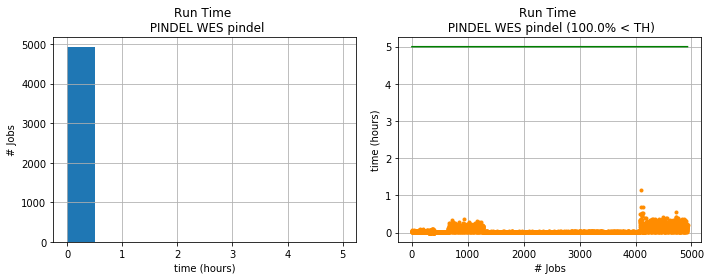 Run Time
PINDEL WES pindel
# Jobs
5000
4000
3000
2000
1000
0
0 1 2 3 4 5
time (hours)
Run Time
PINDEL WES pindel (100.0% < TH)
time (hours)
5
4
3
2
1
0
0 1000 2000 3000 4000 5000
# Jobs